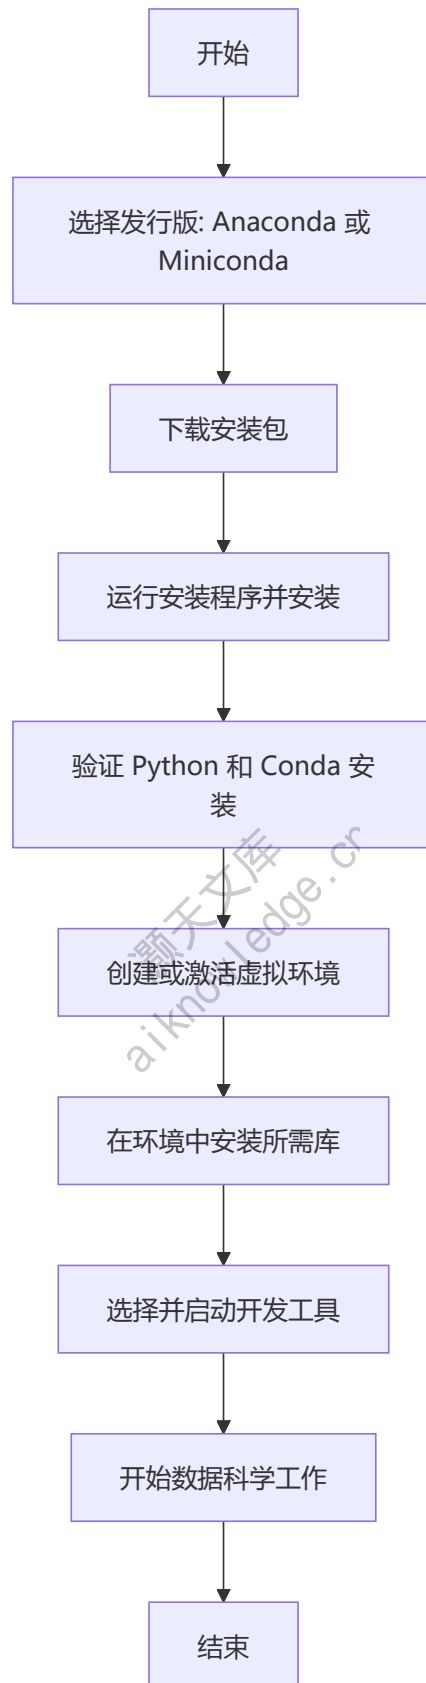 开始
选择发行版: Anaconda 或
Miniconda
下载安装包
运行安装程序并安装
验证 Python 和 Conda 安
装
灏天文库
aiknowledge.cr
创建或激活虚拟环境
在环境中安装所需库
选择并启动开发工具
开始数据科学工作
结束